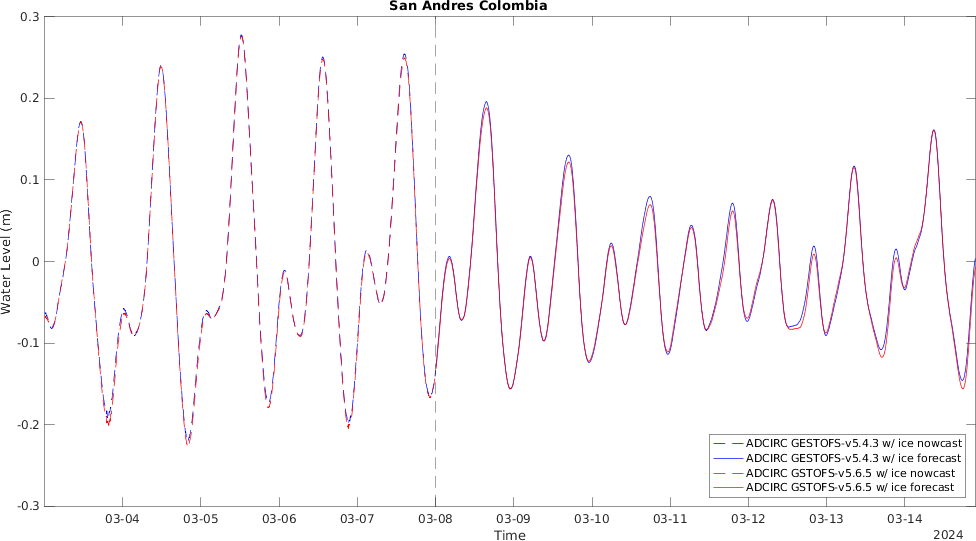 San Andres Colombia
0.3
0.2
0.1
0
-0.1
-0.2
-0.3
Water Level (m)
03-04
03-05
03-06
03-07
03-08
03-09
03-10
03-11
03-12
03-13
03-14
Time
2024
ADCIRC GESTOFS-v5.4.3 w/ ice nowcast
ADCIRC GESTOFS-v5.4.3 w/ ice forecast
ADCIRC GSTOFS-v5.6.5 w/ ice nowcast
ADCIRC GSTOFS-v5.6.5 w/ ice forecast